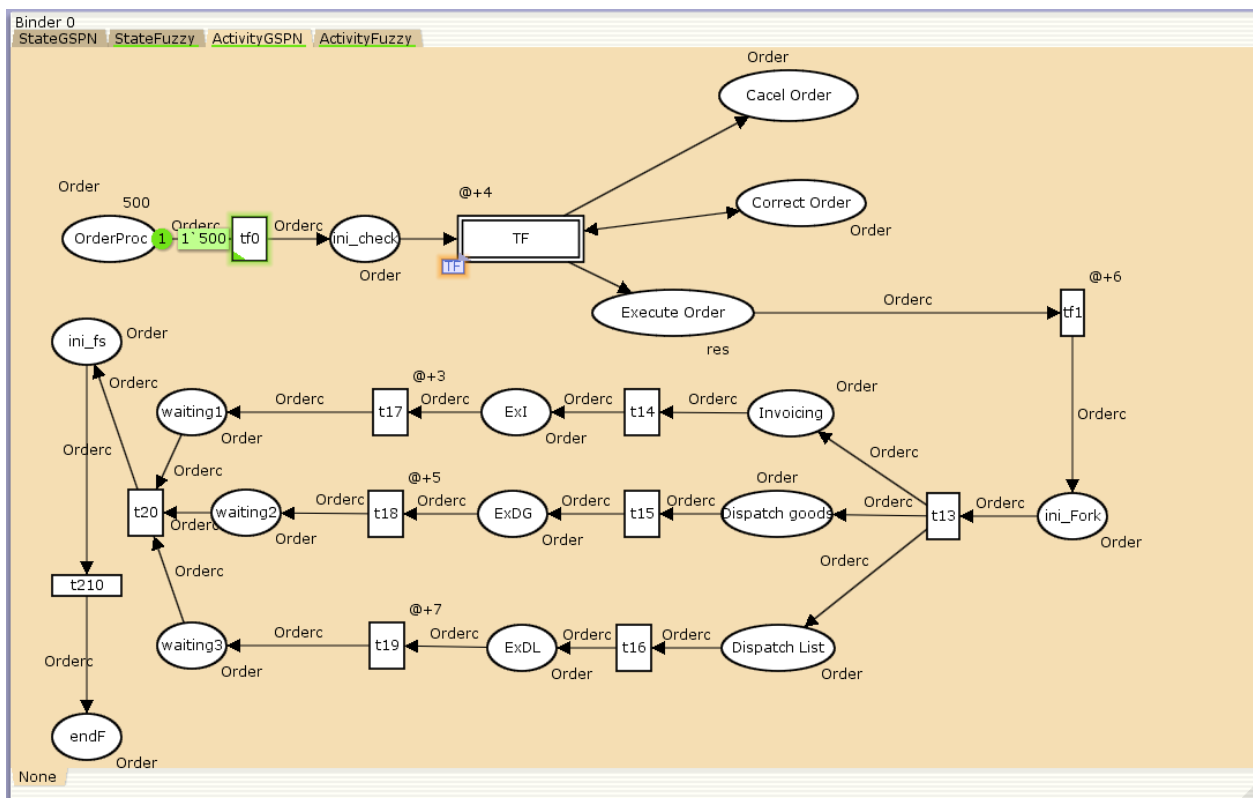 Binder 0
StateGSPN StateFuzzy ActivityGSPN ActivityFuzzy
Order
Cacel Order
@+4
Order
500
Correct Order
OrderProc 1 Orderc 1`500 tf0 Orderc ini_check TF
Order
Order
TF
@+6
Execute Order
Orderc
tf1
res
ini_fs
Order
Orderc
@+3
Order
waiting1
Orderc
t17
Orderc
ExI
Orderc
t14
Invoicing
Orderc
Order
Order
Orderc
Orderc
Orderc
@+5
Order
t20
Orderc
waiting2
Orderc
t18
Orderc
ExDG
Orderc
t15
Orderc
Dispatch goods
Orderc
t13
Orderc
ini_Fork
Order
Order
Order
Orderc
Orderc
t210
@+7
waiting3
Orderc
t19
Orderc
ExDL
Orderc
t16
Orderc
Dispatch List
Orderc
Order
Order
Order
endF
Order
None